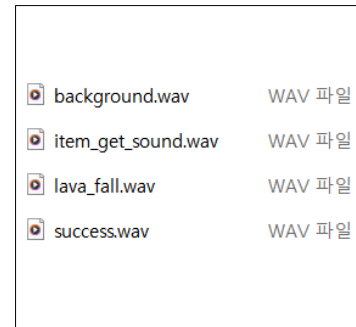 background.wav WAV 파일
item_get_sound.wav WAV 파일
lava_fall.wav WAV 파일
success.wav WAV 파일